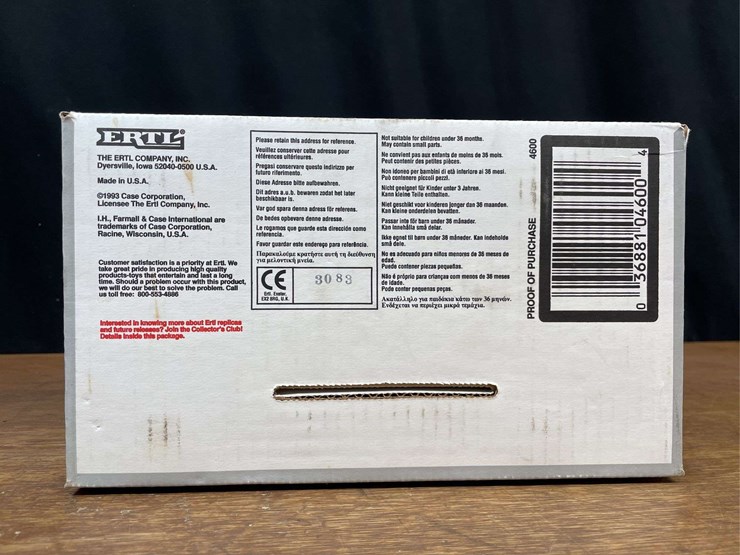 ERTL®
THE ERTL COMPANY, INC.
Dyersville, Iowa 52040-0500 U.S.A.
Made in U.S.A.
©1993 Case Corporation,
Licensee The Ertl Company, Inc.
I.H., Farmall & Case International are
trademarks of Case Corporation,
Racine, Wisconsin, U.S.A.
Customer satisfaction is a priority at Ertl. We
take great pride in producing high quality
products-toys that entertain and last a long
time. Should a problem occur with this product,
we will do our best to solve the problem. Call
us toll free: 800-553-4886
Interested in knowing more about Ertl replicas
and future releases? Join the Collector's Club!
Details inside this package.
Please retain this address for reference.
Veuillez conserver cette adresse pour
références ultérieures.
Pregasi conservare questo indirizzo per
futuro riferimento.
Diese Adresse bitte aufbewahren.
Dit adres a.u.b. bewaren zodat het later
beschikbaar is.
Var god spara denna adress för referens.
De bedes opbevare denne adresse.
Le rogamos que guarde esta dirección como
referencia.
Favor guardar este endereço para referência.
Παρακαλούμε κρατήστε αυτή τη διεύθυνση
για μελοντική μνεία.
CE
Ertl. Exeter.
EX2 8RG, U.K.
3083
Not suitable for children under 36 months.
May contain small parts.
Ne convient pas aux enfants de moins de 36 mois.
Peut contenir des petites pièces.
Non idoneo per bambini di età inferiore ai 36 mesi.
Può contenere piccoli pezzi.
Nicht geeignet für Kinder unter 3 Jahren.
Kann kleine Teile enthalten.
Niet geschikt voor kinderen jonger dan 36 maanden.
Kan kleine onderdelen bevatten.
Passar inte för barn under 36 månader.
Kan innehålla små delar.
Ikke egnet til børn under 36 måneder. Kan indeholde
små dele.
No es adecuado para niños menores de 36 meses de
edad.
Puede contener piezas pequeñas.
Não é próprio para crianças com menos de 36 meses
de idade.
Pode conter pequenas peças.
Ακατάλληλο για παιδάκια κάτω των 36 μηνών.
Ενδέχεται να περιέχει μικρά τεμάχια.
4600
PROOF OF PURCHASE
0 36881 04600 4